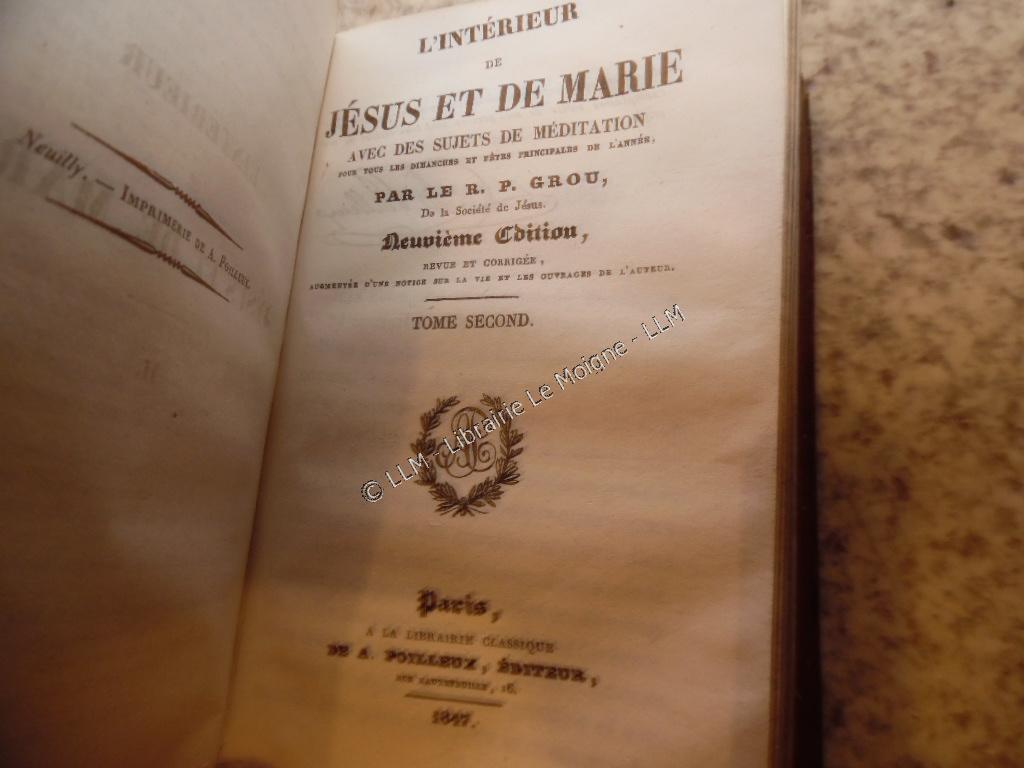 Neuilly. — IMPRIMERIE DE A. POILLEUX.
L'INTÉRIEUR
DE
JÉSUS ET DE MARIE
AVEC DES SUJETS DE MÉDITATION
POUR TOUS LES DIMANCHES ET FÊTES PRINCIPALES DE L'ANNÉE,
PAR LE R. P. GROU,
De la Société de Jésus.
Neuvième Edition,
REVUE ET CORRIGÉE,
AUGMENTÉE D'UNE NOTICE SUR LA VIE ET LES OUVRAGES DE L'AUTEUR.
TOME SECOND.
© LLM - Librairie Le Moigne - LLM
Paris,
A LA LIBRAIRIE CLASSIQUE
DE A. POILLEUX, ÉDITEUR,
RUE HAUTEFEUILLE, 16.
1847.